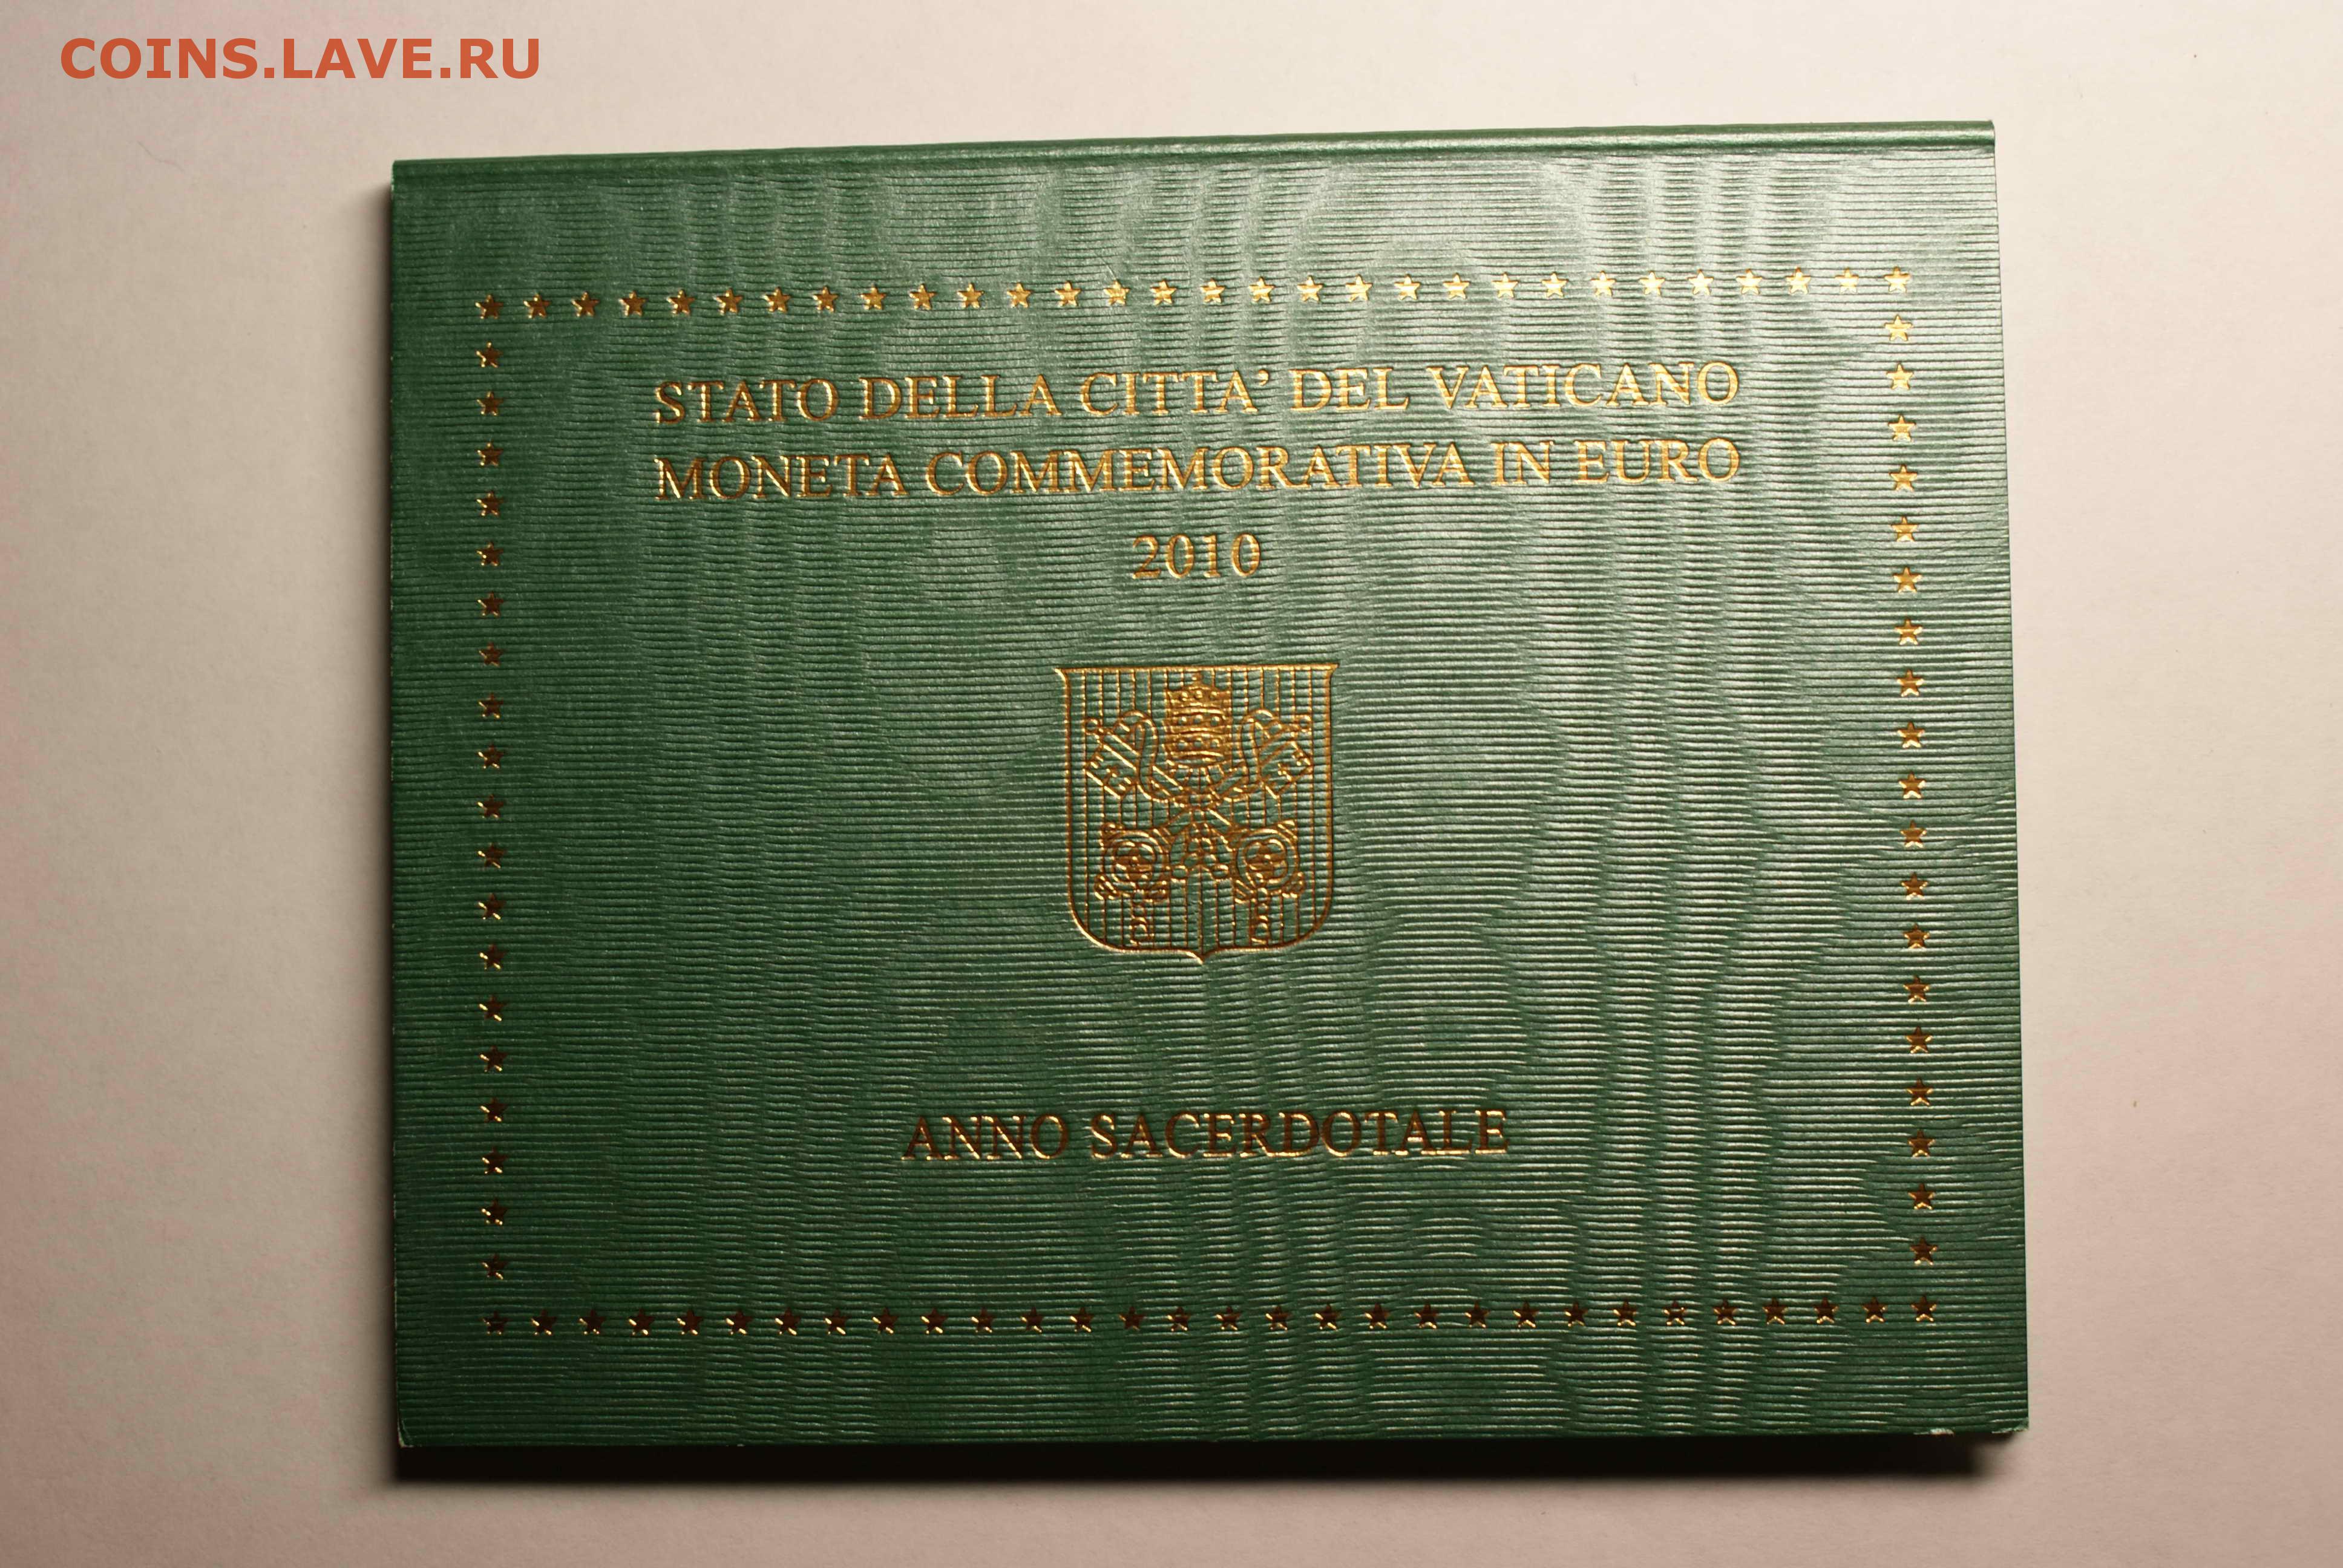 COINS.LAVE.RU
STATO DELLA CITTA' DEL VATICANO
MONETA COMMEMORATIVA IN EURO
2010
ANNO SACERDOTALE